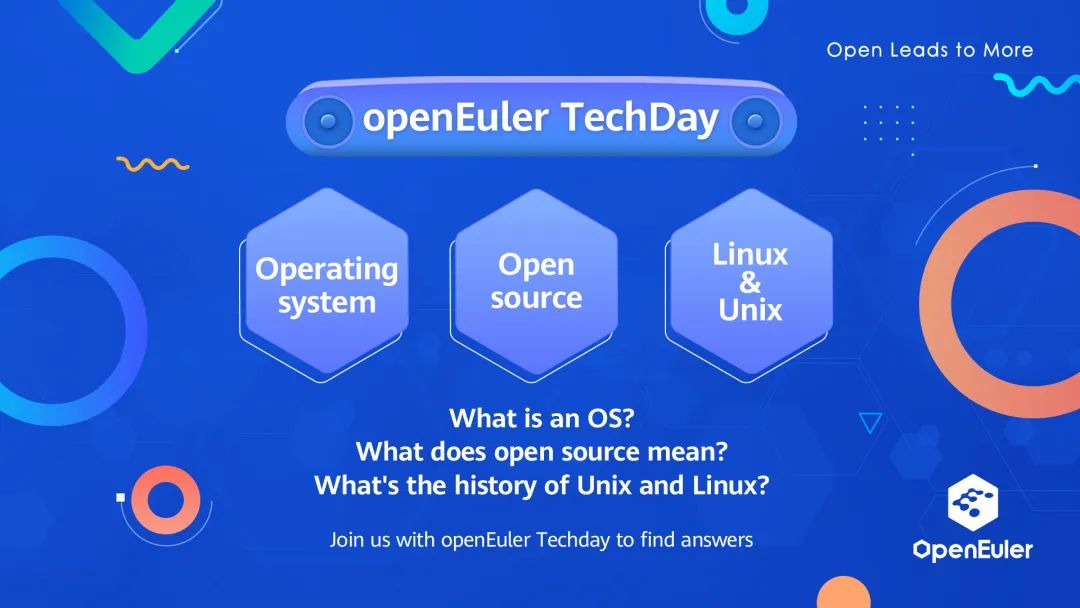 Open Leads to More
openEuler TechDay
Operating
system
Open
source
Linux
&
Unix
What is an OS?
What does open source mean?
What's the history of Unix and Linux?
Join us with openEuler Techday to find answers
OpenEuler